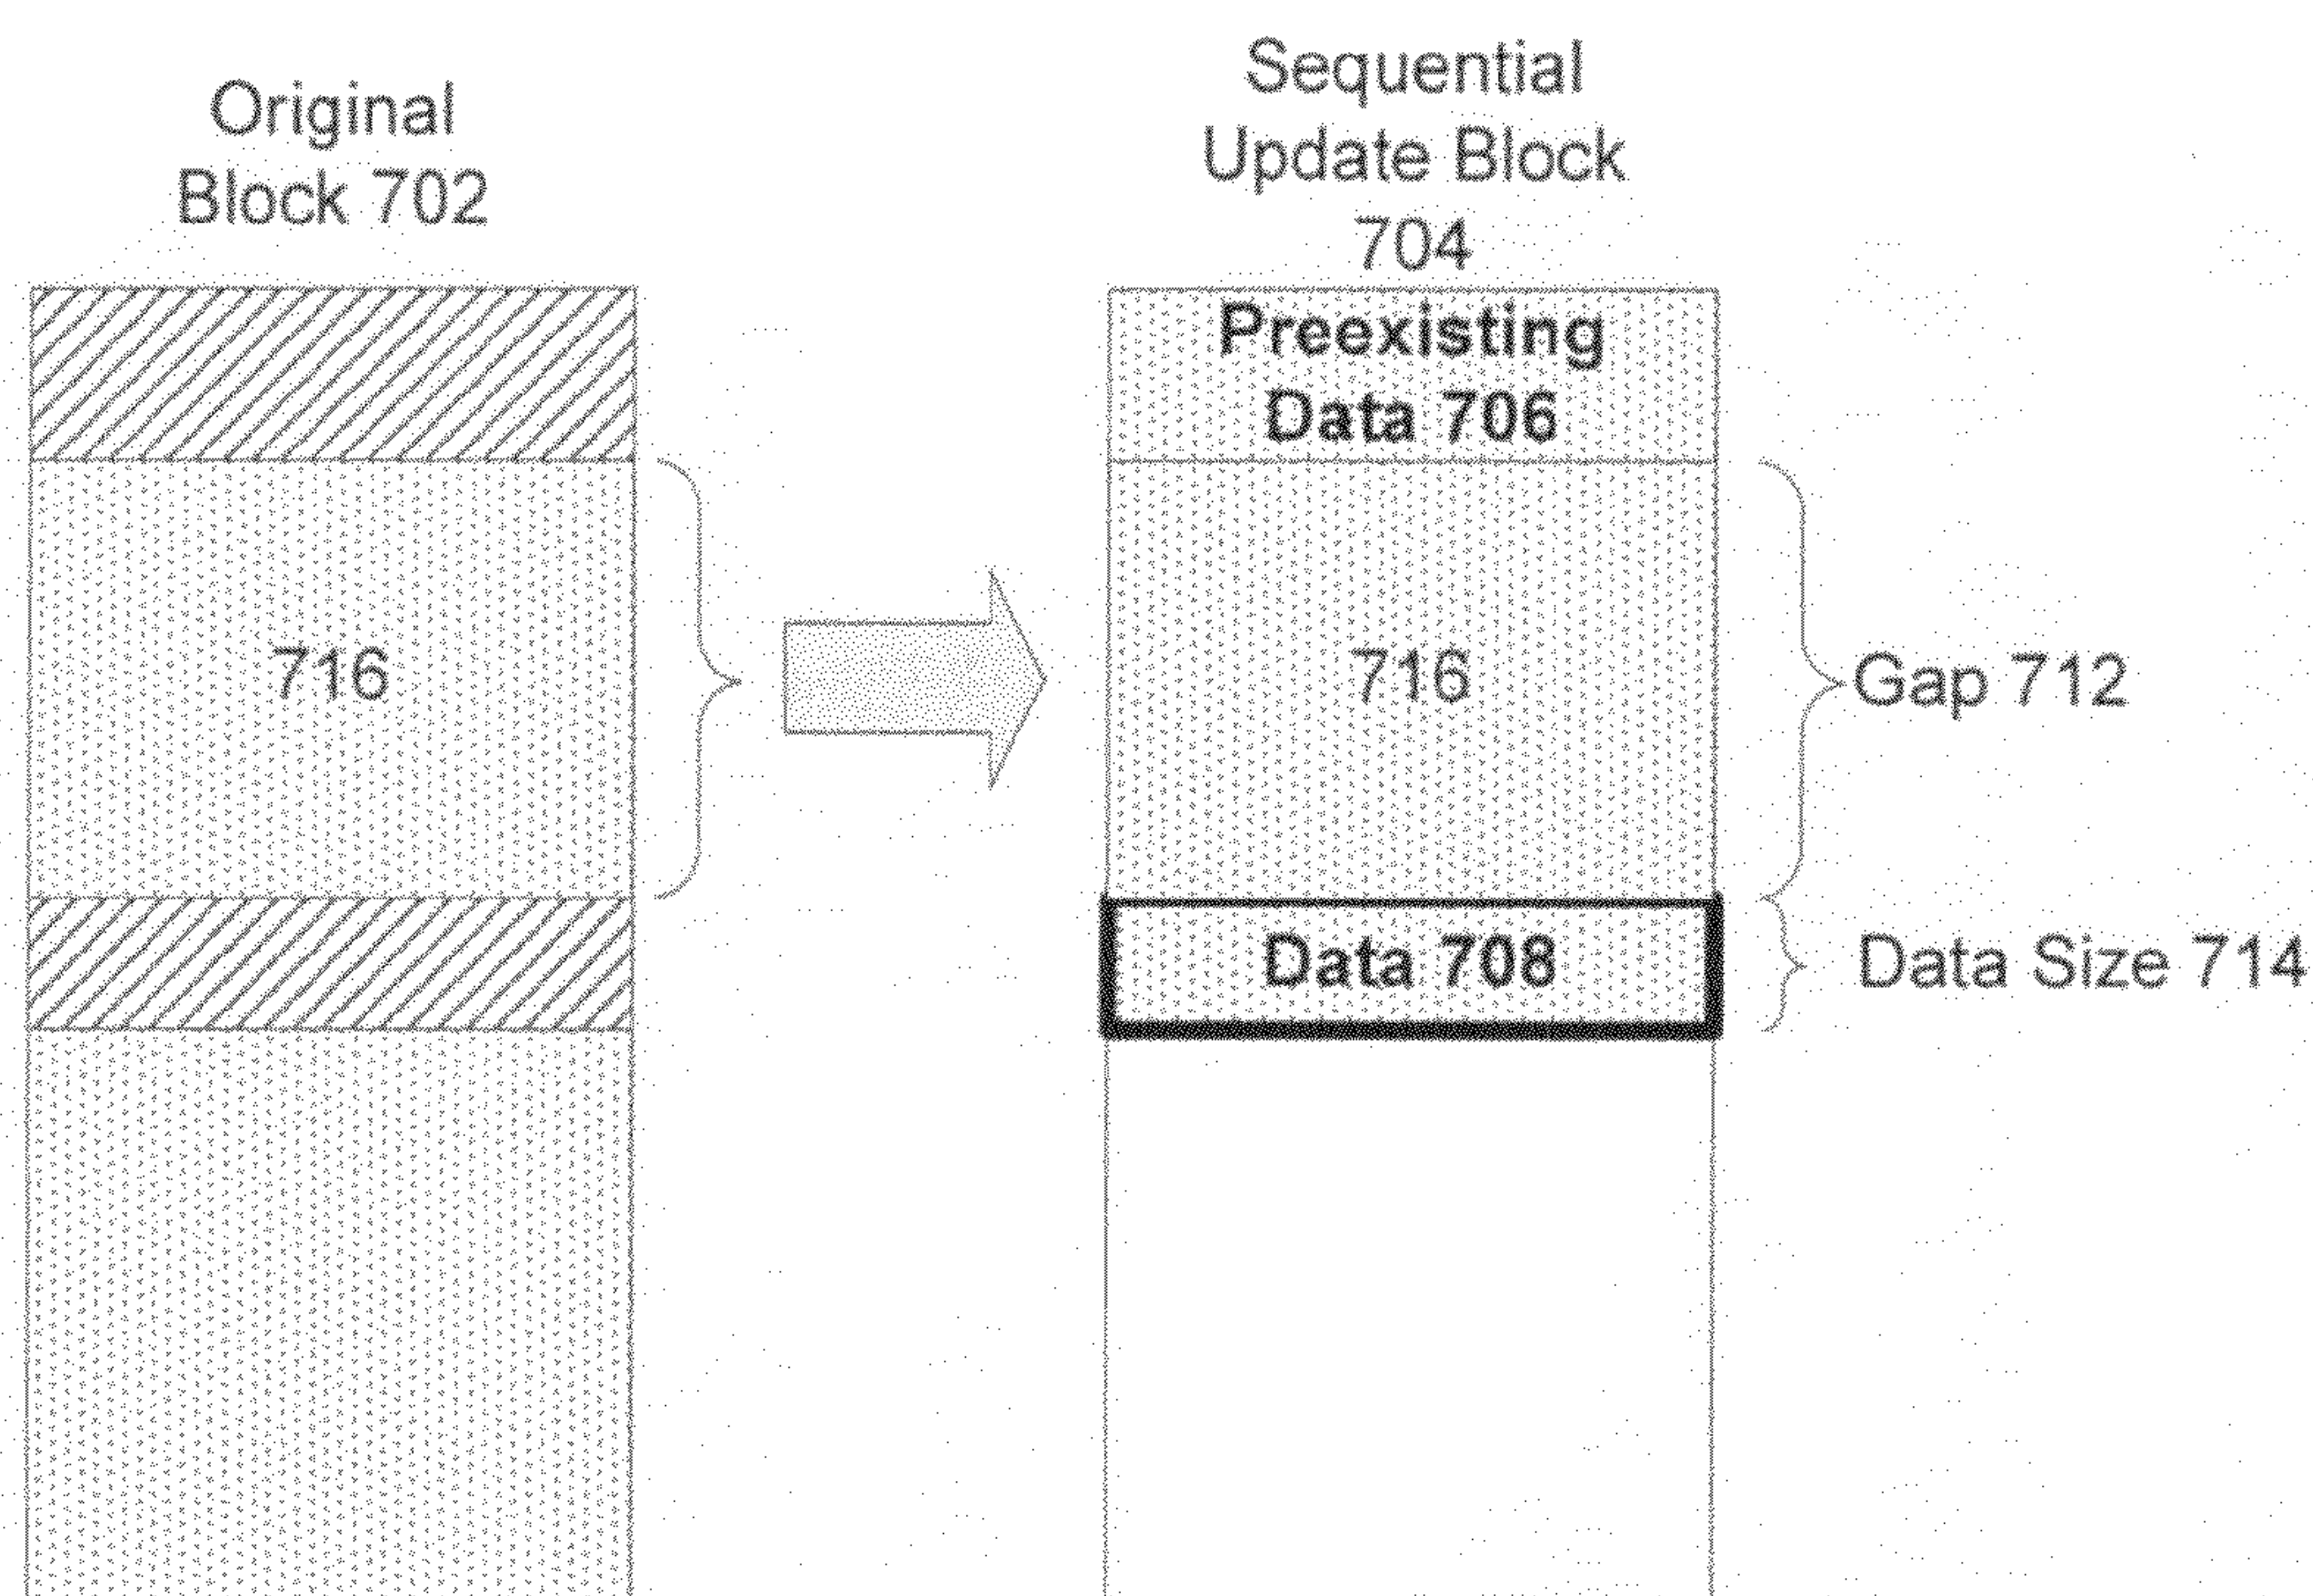 Original
Block 702
Sequential
Update Block
704
Preexisting
Data 706
716
716
Gap 712
Data 708
Data Size 714